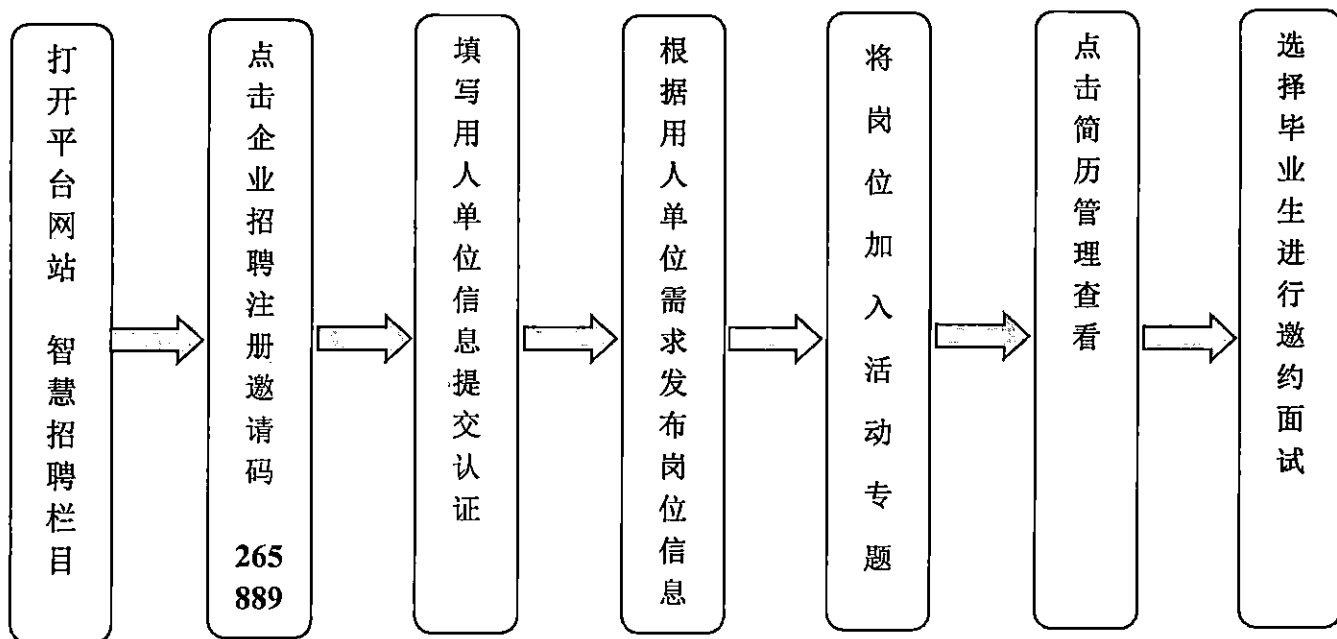 打开平台网站 智慧招聘栏目
点击企业招聘注册邀请码 265
889
填写用人单位信息提交认证
根据用人单位需求发布岗位信息
将岗位加入活动专题
点击简历管理查看
选择毕业生进行邀约面试